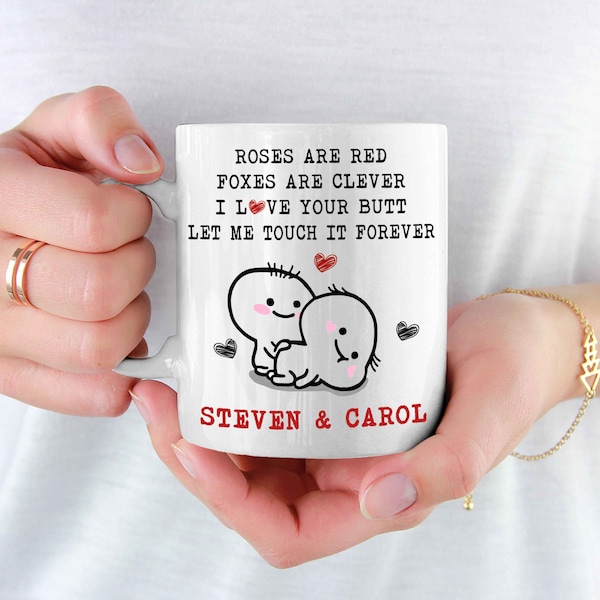 ROSES ARE RED
FOXES ARE CLEVER
I L❤VE YOUR BUTT
LET ME TOUCH IT FOREVER
STEVEN & CAROL